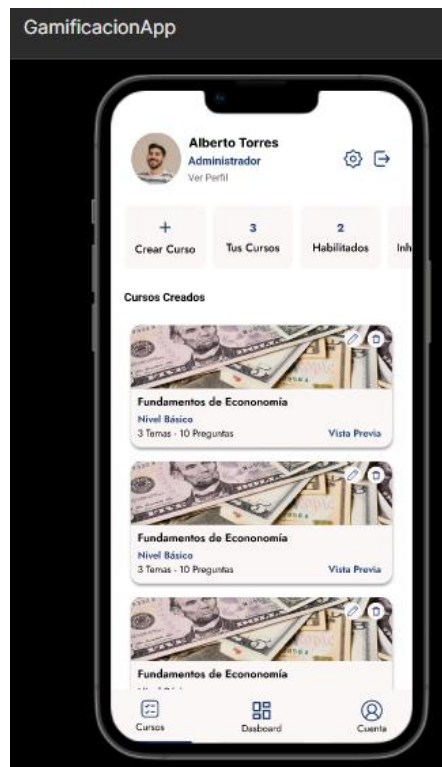 GamificacionApp
Alberto Torres
Administrador
Ver Perfil
+
Crear Curso
3
Tus Cursos
2
Habilitados
Inh
Cursos Creados
Fundamentos de Econonomía
Nivel Básico
3 Temas - 10 Preguntas
Vista Previa
Fundamentos de Econonomía
Nivel Básico
3 Temas - 10 Preguntas
Vista Previa
Fundamentos de Econonomía
Cursos
Dasboard
Cuenta